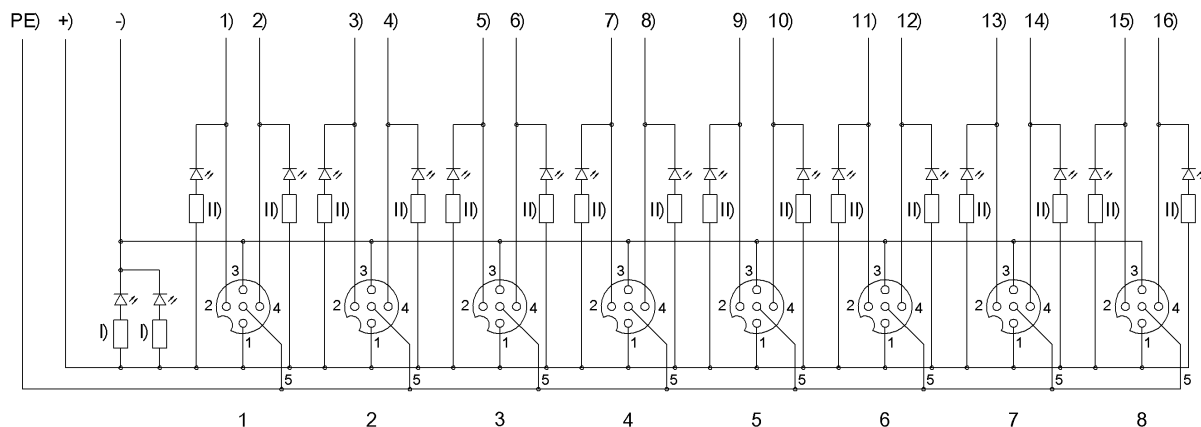 PE) +) -) 1) 2) 3) 4) 5) 6) 7) 8) 9) 10) 11) 12) 13) 14) 15) 16)
II) II) II) II) II) II) II) II) II) II) II) II) II) II) II) II)
3 3 3 3 3 3 3 3
2 4 2 4 2 4 2 4 2 4 2 4 2 4 2 4
I) I)
1 1 1 1 1 1 1 1
5 5 5 5 5 5 5 5
1 2 3 4 5 6 7 8